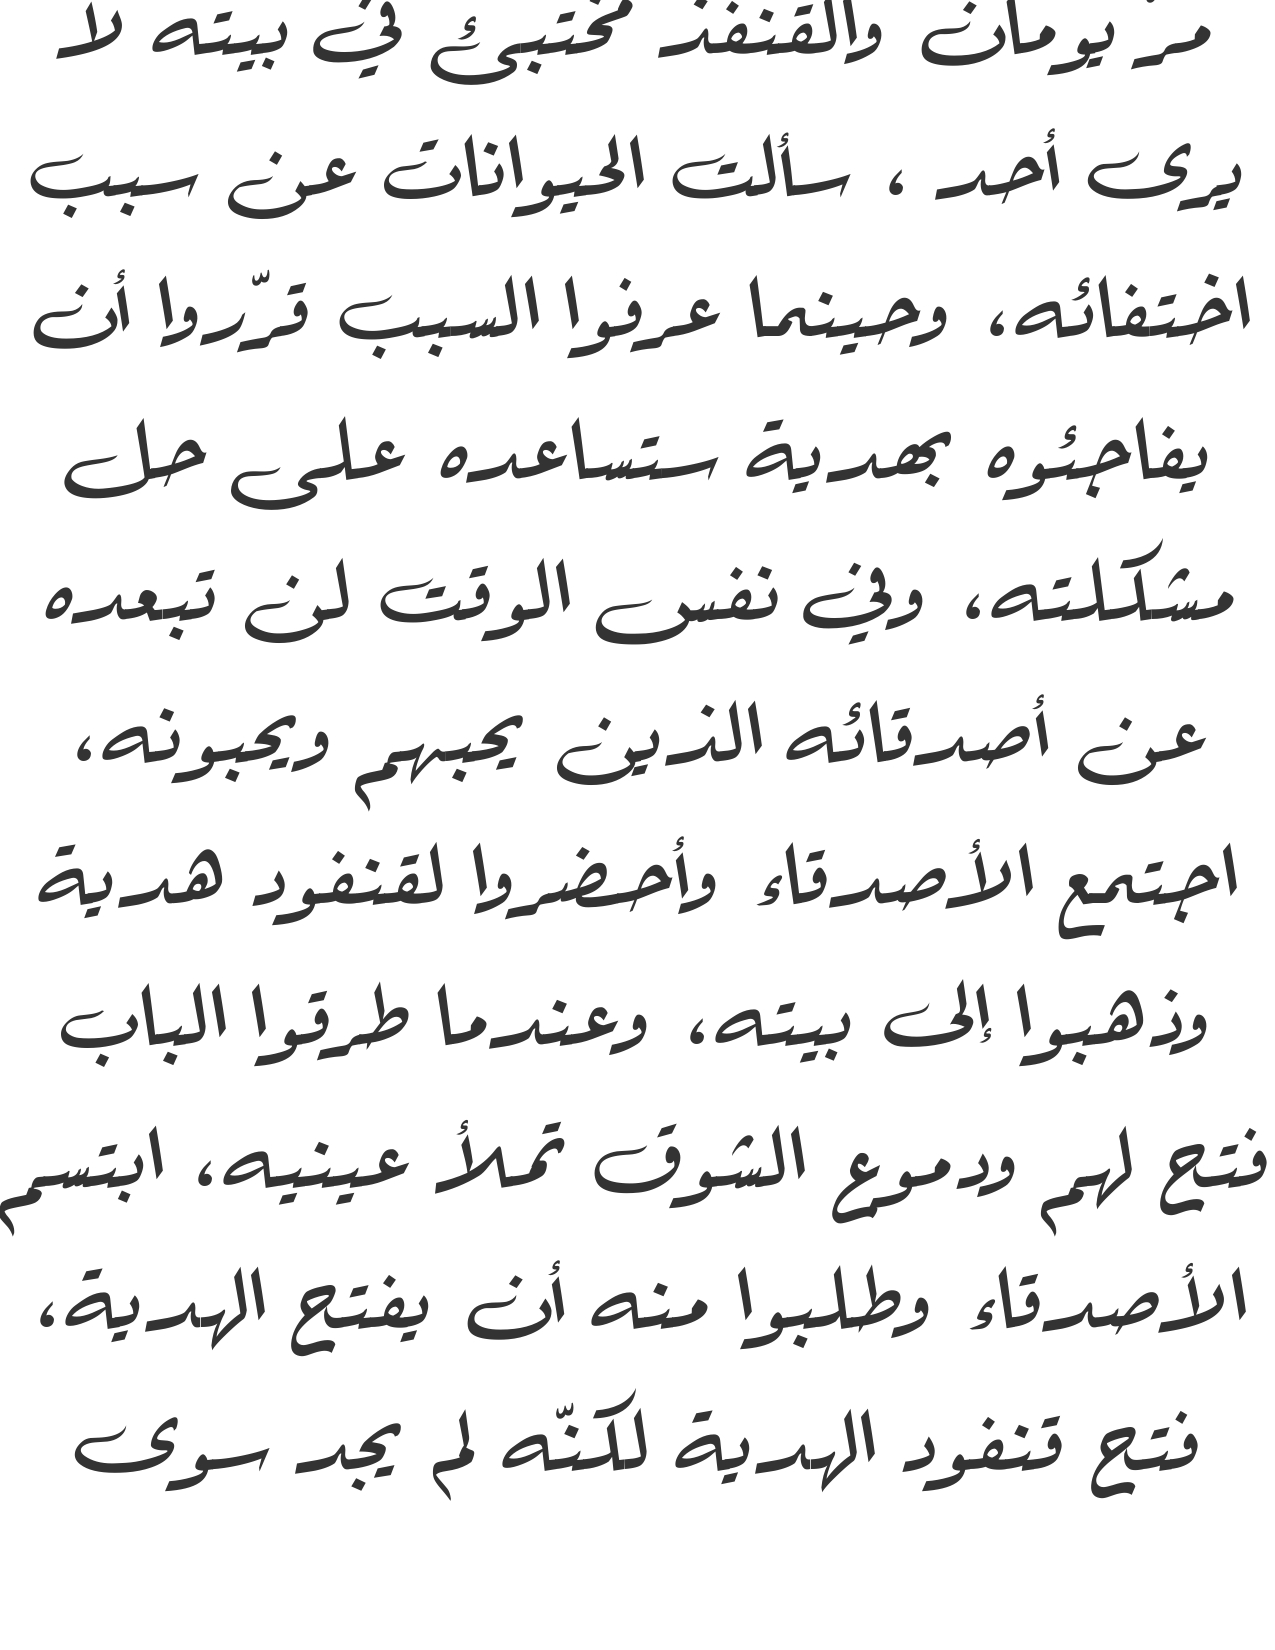 مرّ يومان والقنفذ مختبئ في بيته لا
يرى أحد ، سألت الحيوانات عن سبب
اختفائه، وحينما عرفوا السبب قرّروا أن
يفاجئوه بهدية ستساعده على حل
مشكلته، وفي نفس الوقت لن تبعده
عن أصدقائه الذين يحبهم ويحبونه،
اجتمع الأصدقاء وأحضروا لقنفود هدية
وذهبوا إلى بيته، وعندما طرقوا الباب
فتح لهم ودموع الشوق تملأ عينيه، ابتسم
الأصدقاء وطلبوا منه أن يفتح الهدية،
فتح قنفود الهدية لكنّه لم يجد سوى